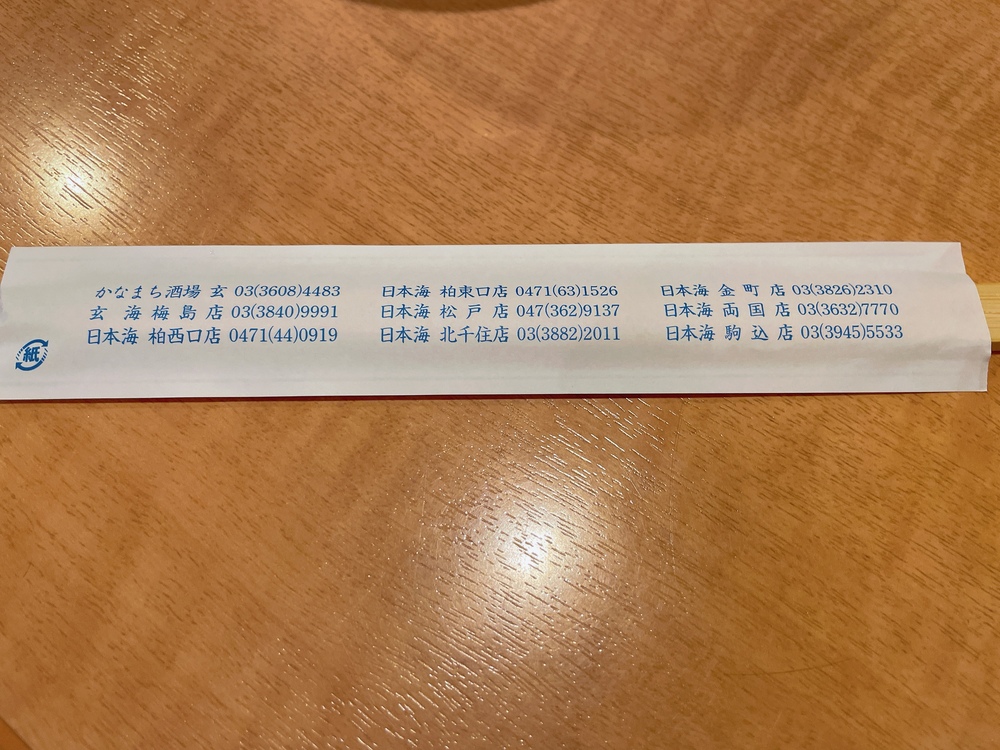 かなまち酒場 玄 03(3608)4483
玄 海 梅 島 店 03(3840)9991
日本海 柏西口店 0471(44)0919
日本海 柏東口店 0471(63)1526
日本海 松 戸 店 047(362)9137
日本海 北千住店 03(3882)2011
日本海 金 町 店 03(3826)2310
日本海 両 国 店 03(3632)7770
日本海 駒 込 店 03(3945)5533
紙